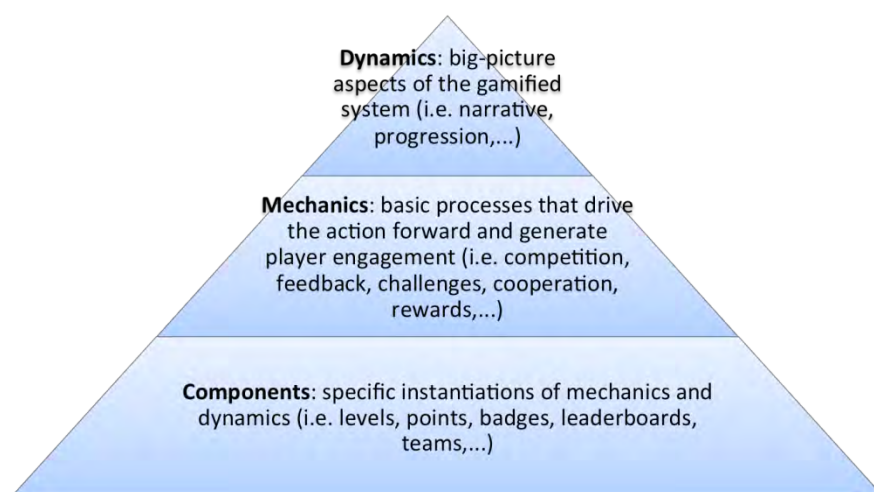 Dynamics: big-picture
aspects of the gamified
system (i.e. narrative,
progression,...)
Mechanics: basic processes that drive
the action forward and generate
player engagement (i.e. competition,
feedback, challenges, cooperation,
rewards,...)
Components: specific instantiations of mechanics and
dynamics (i.e. levels, points, badges, leaderboards,
teams,...)